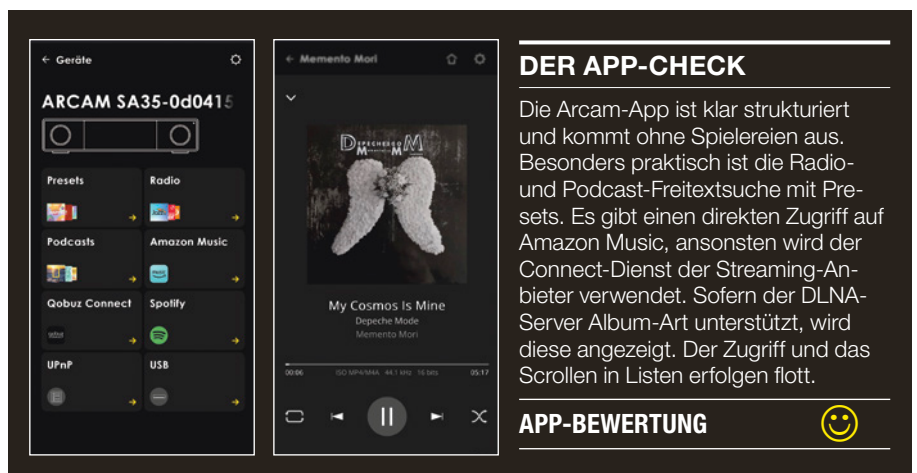 ← Geräte
ARCAM SA35-0d0415
Presets
Radio
Podcasts
Amazon Music
Qobuz Connect
Spotify
UPnP
USB
← Memento Mori
DEPECHE MODE
M M
My Cosmos Is Mine
Depeche Mode
Memento Mori
00:06 ISO MP4/M4A 44.1 kHz 16 bits 05:17
DER APP-CHECK
Die Arcam-App ist klar strukturiert
und kommt ohne Spielereien aus.
Besonders praktisch ist die Radio-
und Podcast-Freitextsuche mit Pre-
sets. Es gibt einen direkten Zugriff auf
Amazon Music, ansonsten wird der
Connect-Dienst der Streaming-An-
bieter verwendet. Sofern der DLNA-
Server Album-Art unterstützt, wird
diese angezeigt. Der Zugriff und das
Scrollen in Listen erfolgen flott.
APP-BEWERTUNG